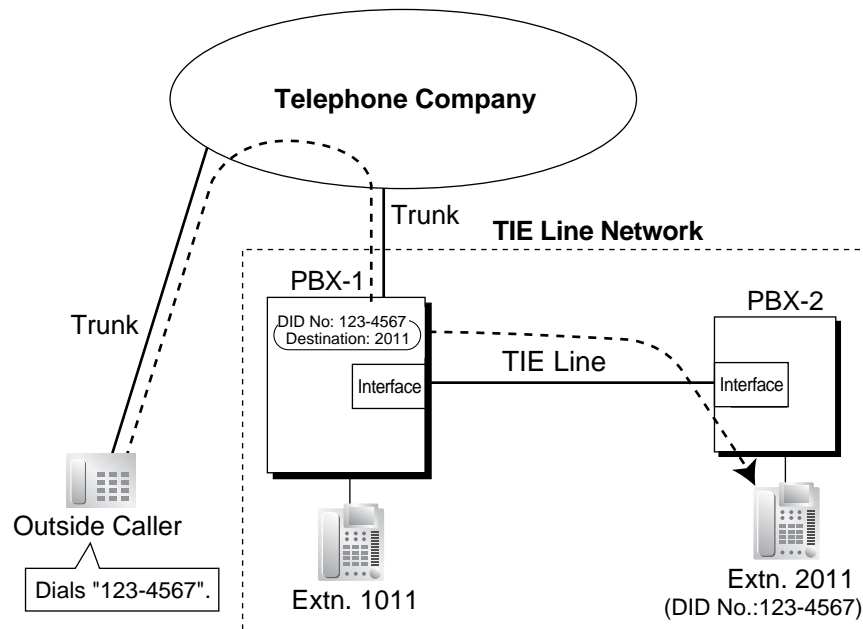 Telephone Company
Trunk
TIE Line Network
PBX-1
PBX-2
Trunk
DID No: 123-4567
Destination: 2011
TIE Line
Interface
Interface
Outside Caller
Dials "123-4567".
Extn. 1011
Extn. 2011
(DID No.:123-4567)